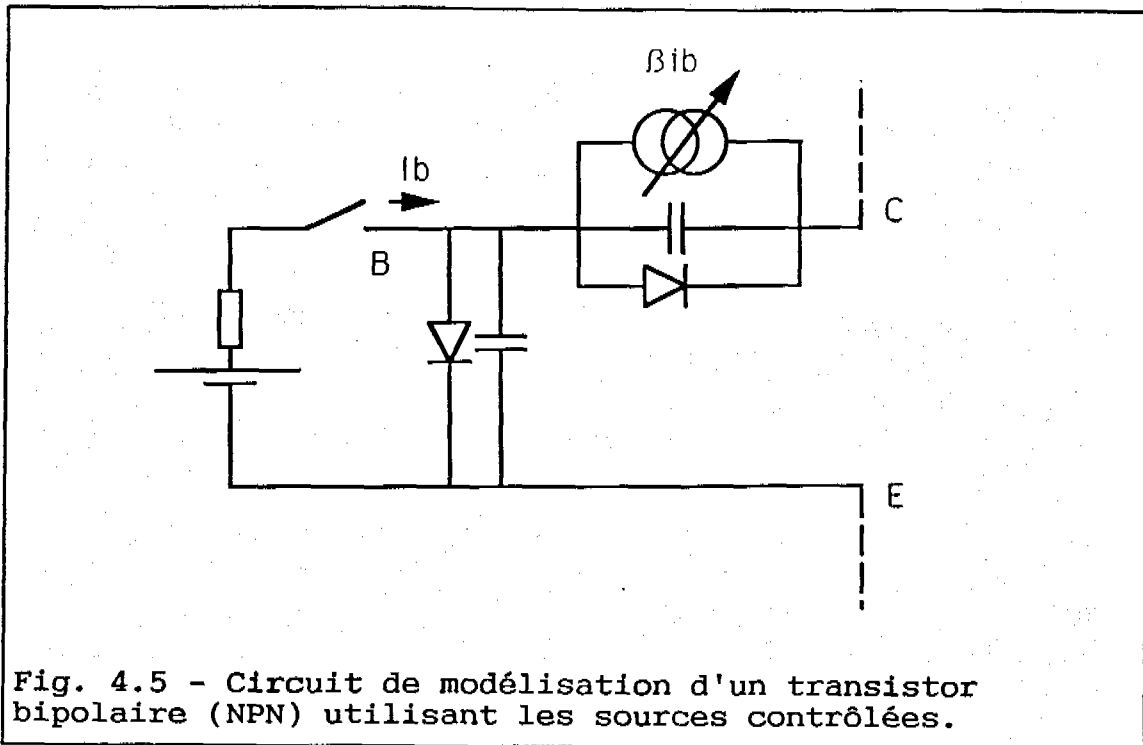 βib
Ib
B
C
E
Fig. 4.5 - Circuit de modélisation d'un transistor
bipolaire (NPN) utilisant les sources contrôlées.